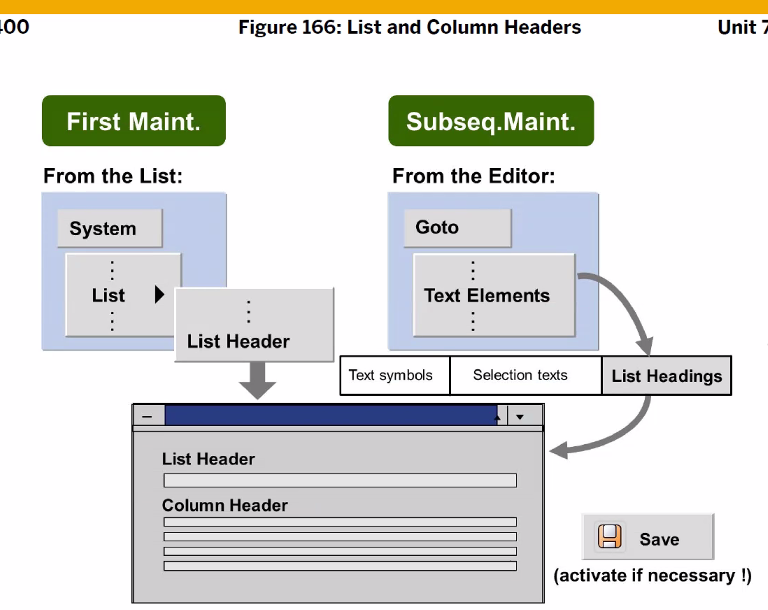 400
Figure 166: List and Column Headers
Unit 7
First Maint.
Subseq.Maint.
From the List:
From the Editor:
System
Goto
List
Text Elements
List Header
Text symbols
Selection texts
List Headings
List Header
Column Header
Save
(activate if necessary !)